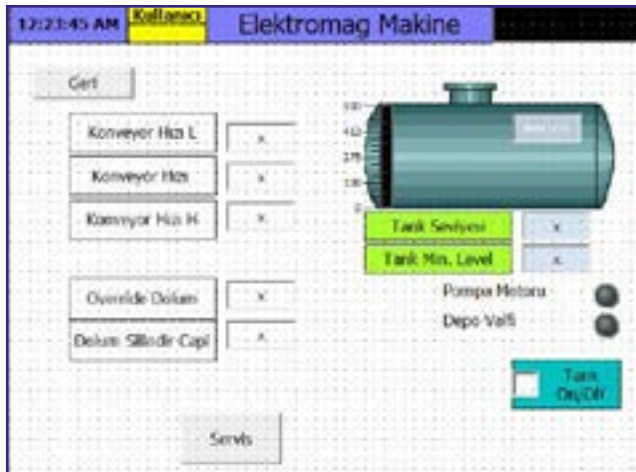 12:23:45 AM
Kullanıcı
Elektromag Makine
Geri
Konveyor Hızı L
x
Konveyor Hızı
x
Konveyor Hızı H
x
Tank Seviyesi
x
Tank Min. Level
x
Override Dolum
x
Dolum Silindir Capi
x
Pompa Motoru
Depo Valfi
Tank
On/Off
Servis